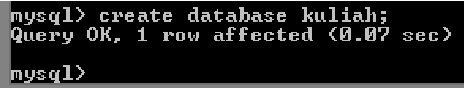 mysql> create database kuliah;
Query OK, 1 row affected (0.07 sec)
mysql>